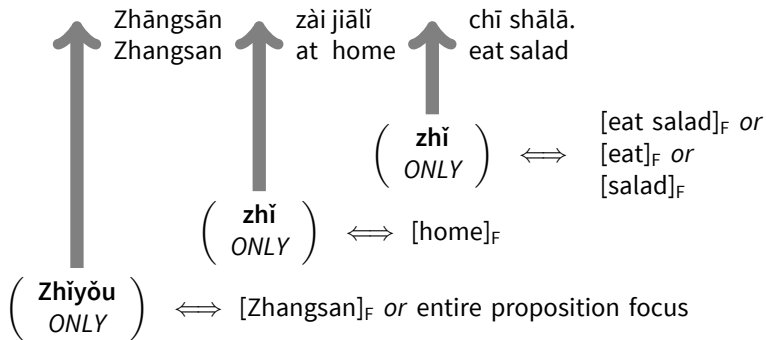 Zhāngsān zài jiālǐ chī shālā.
Zhangsan at home eat salad
zhǐ
ONLY
⟺
[eat salad]F or
[eat]F or
[salad]F
zhǐ
ONLY
⟺ [home]F
Zhǐyǒu
ONLY
⟺ [Zhangsan]F or entire proposition focus